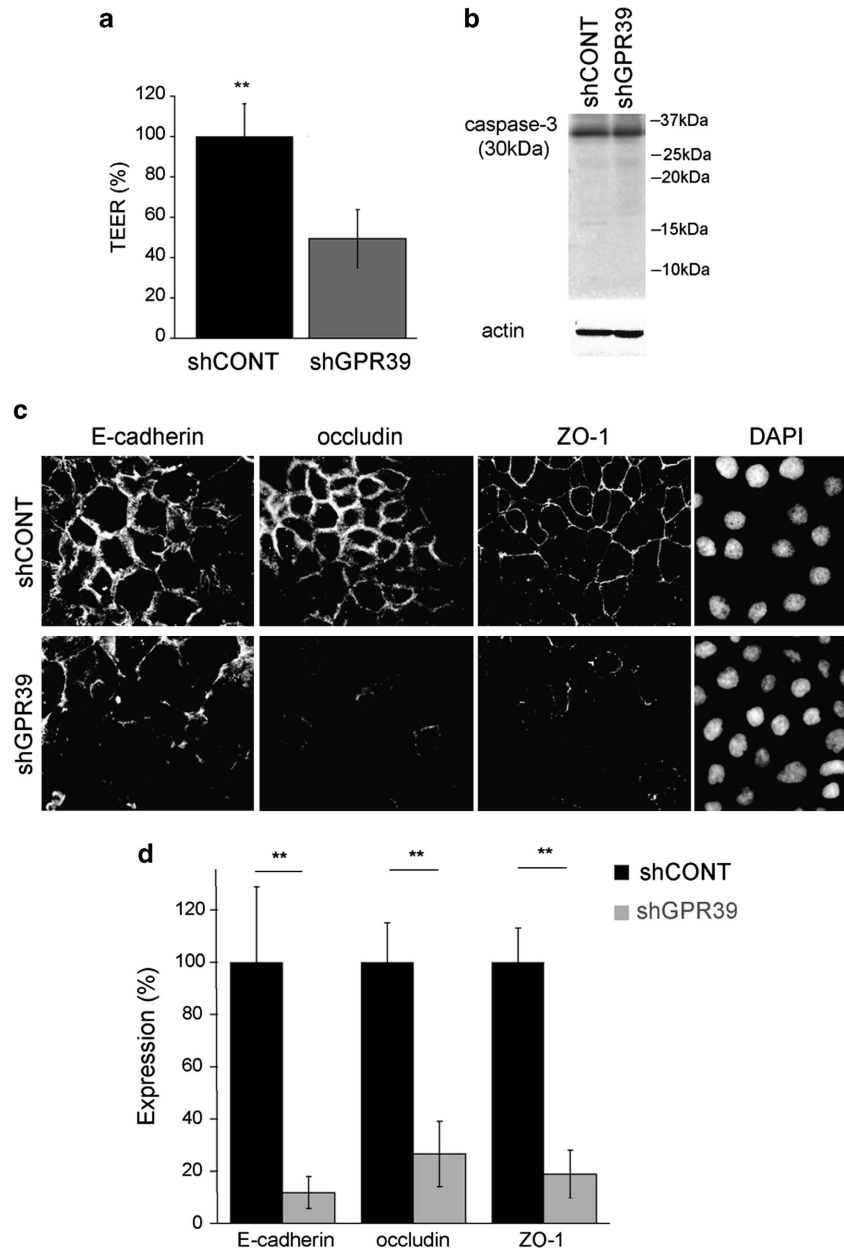 a
**
120
100
80
60
40
20
0
TEER (%)
shCONT
shGPR39
b
shCONT
shGPR39
caspase-3
(30kDa)
–37kDa
–25kDa
–20kDa
–15kDa
–10kDa
actin
c
E-cadherin
occludin
ZO-1
DAPI
shCONT
shGPR39
d
**
**
**
shCONT
shGPR39
120
100
80
60
40
20
0
Expression (%)
E-cadherin
occludin
ZO-1